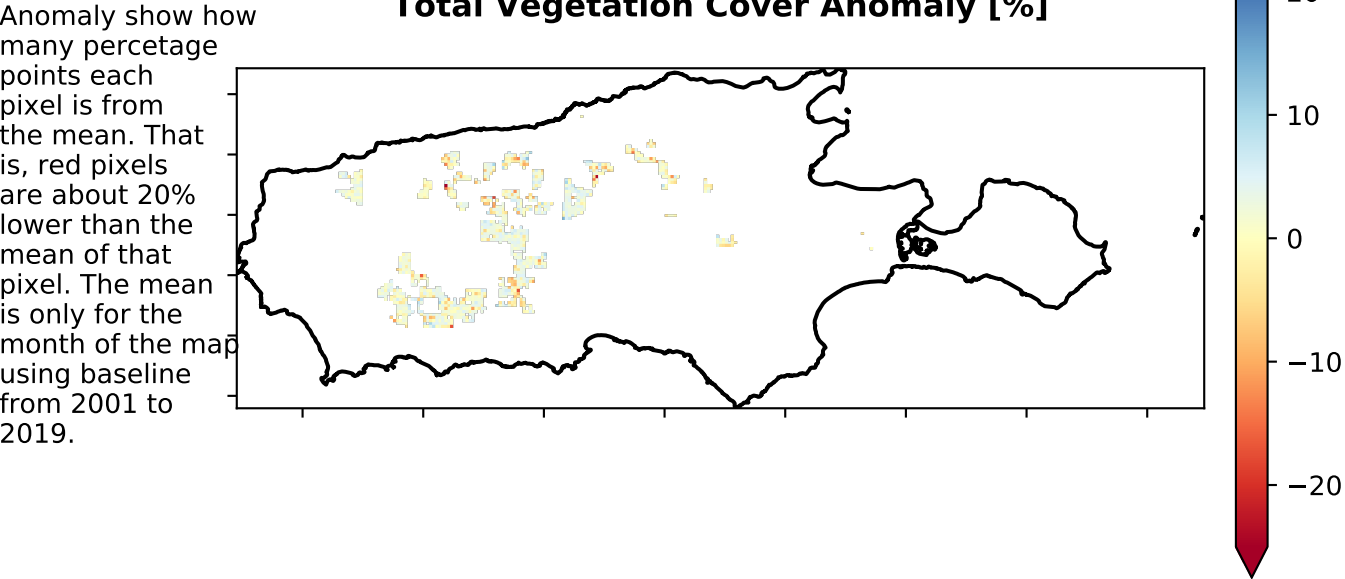 Total Vegetation Cover Anomaly [%]
Anomaly show how
many percetage
points each
pixel is from
the mean. That
is, red pixels
are about 20%
lower than the
mean of that
pixel. The mean
is only for the
month of the map
using baseline
from 2001 to
2019.
10
0
−10
−20